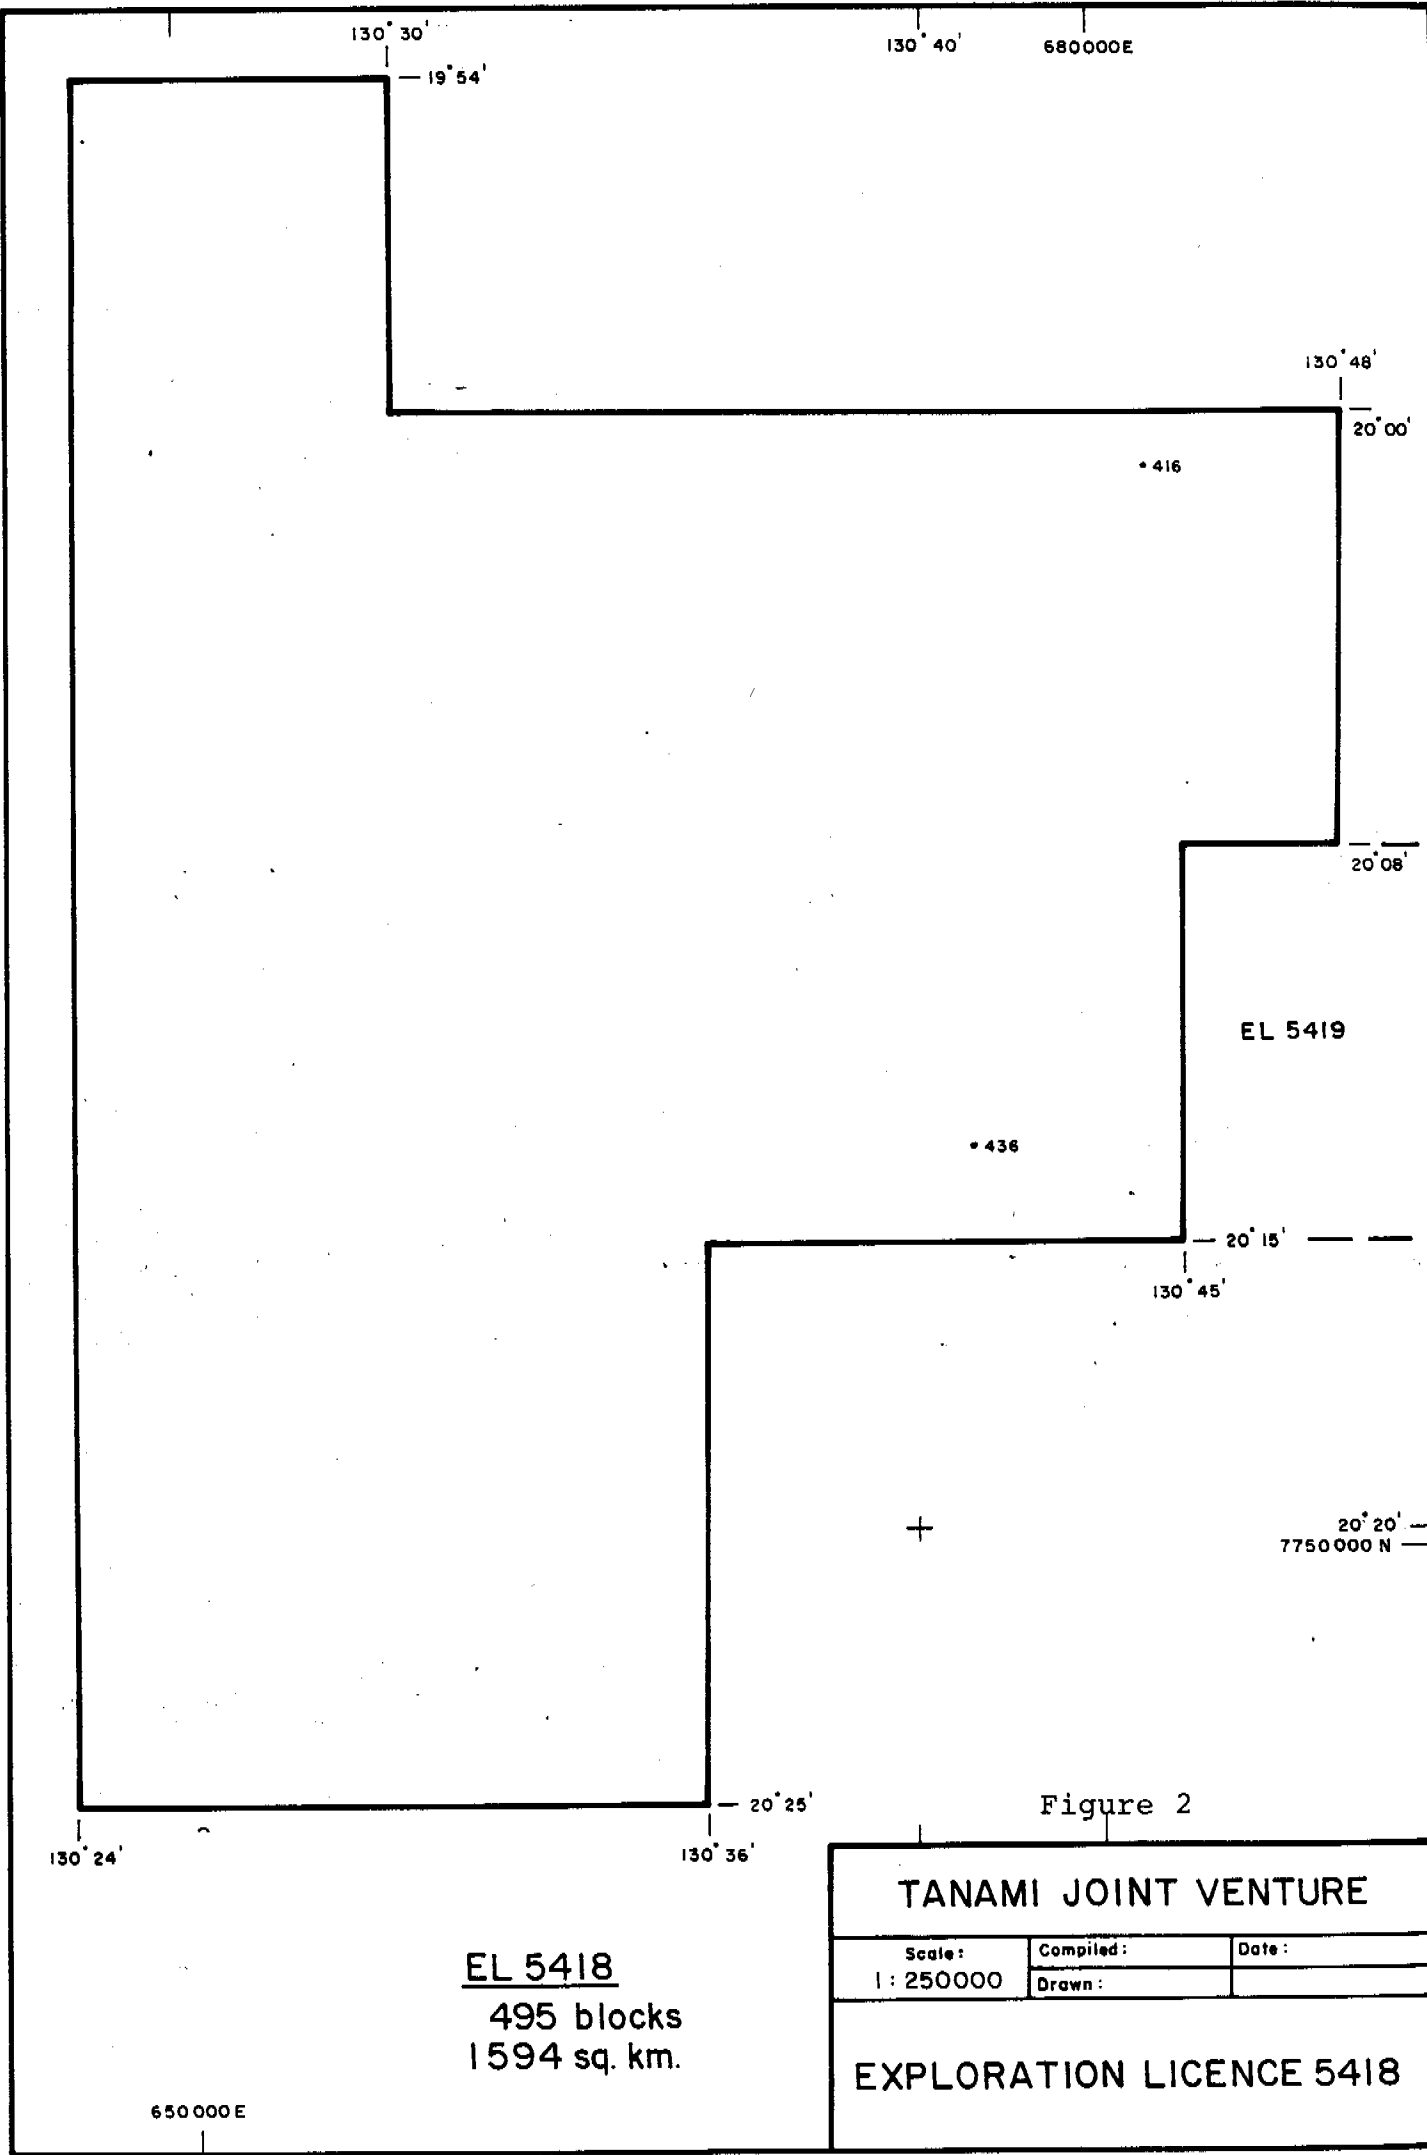 130° 30'
130° 40'
680000E
19° 54'
130° 48'
20° 00'
• 416
20° 08'
EL 5419
• 436
20° 15'
130° 45'
20° 20'
7750000 N
20° 25'
Figure 2
130° 24'
130° 36'
TANAMI JOINT VENTURE
Scale:
1 : 250000
Compiled:
Date:
Drawn:
EL 5418
495 blocks
1594 sq. km.
EXPLORATION LICENCE 5418
650000E